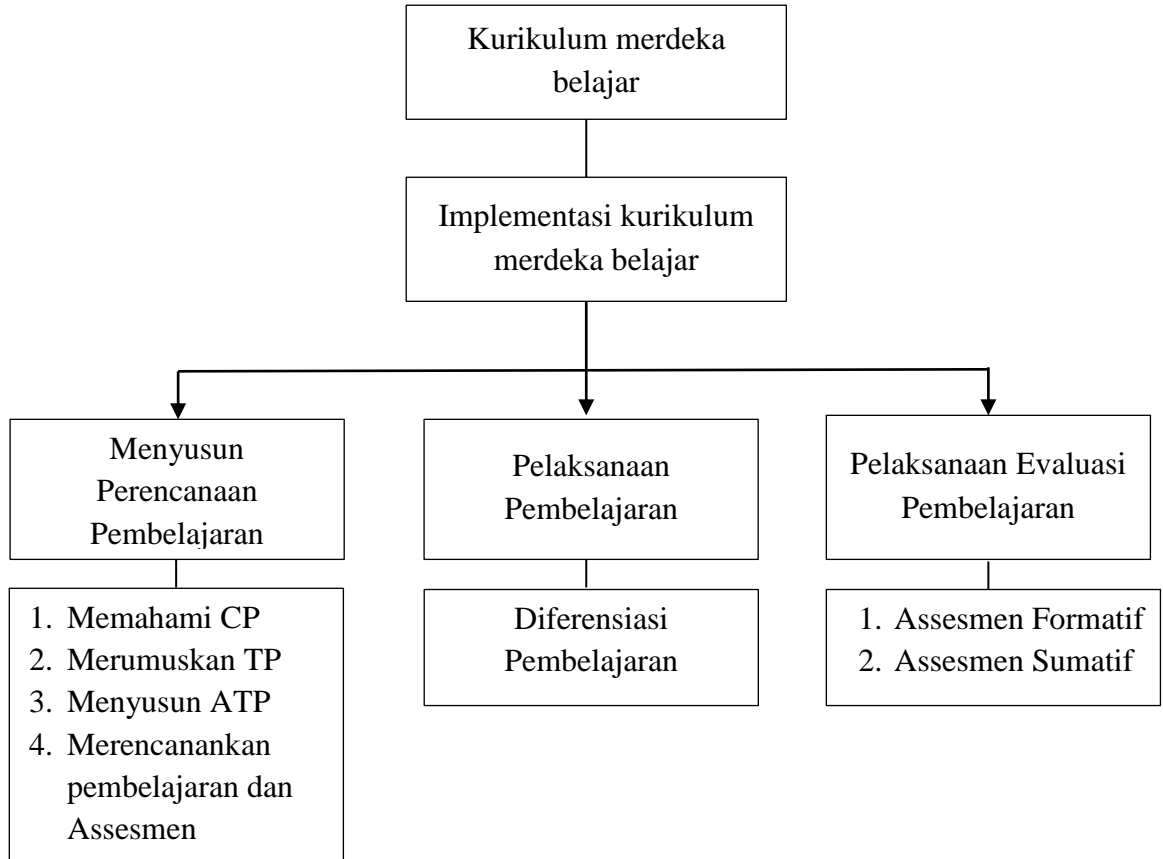 Kurikulum merdeka
belajar
Implementasi kurikulum
merdeka belajar
Menyusun
Perencanaan
Pembelajaran
Pelaksanaan
Pembelajaran
Pelaksanaan Evaluasi
Pembelajaran
1. Memahami CP
2. Merumuskan TP
3. Menyusun ATP
4. Merencanankan
pembelajaran dan
Assesmen
Diferensiasi
Pembelajaran
1. Assesmen Formatif
2. Assesmen Sumatif